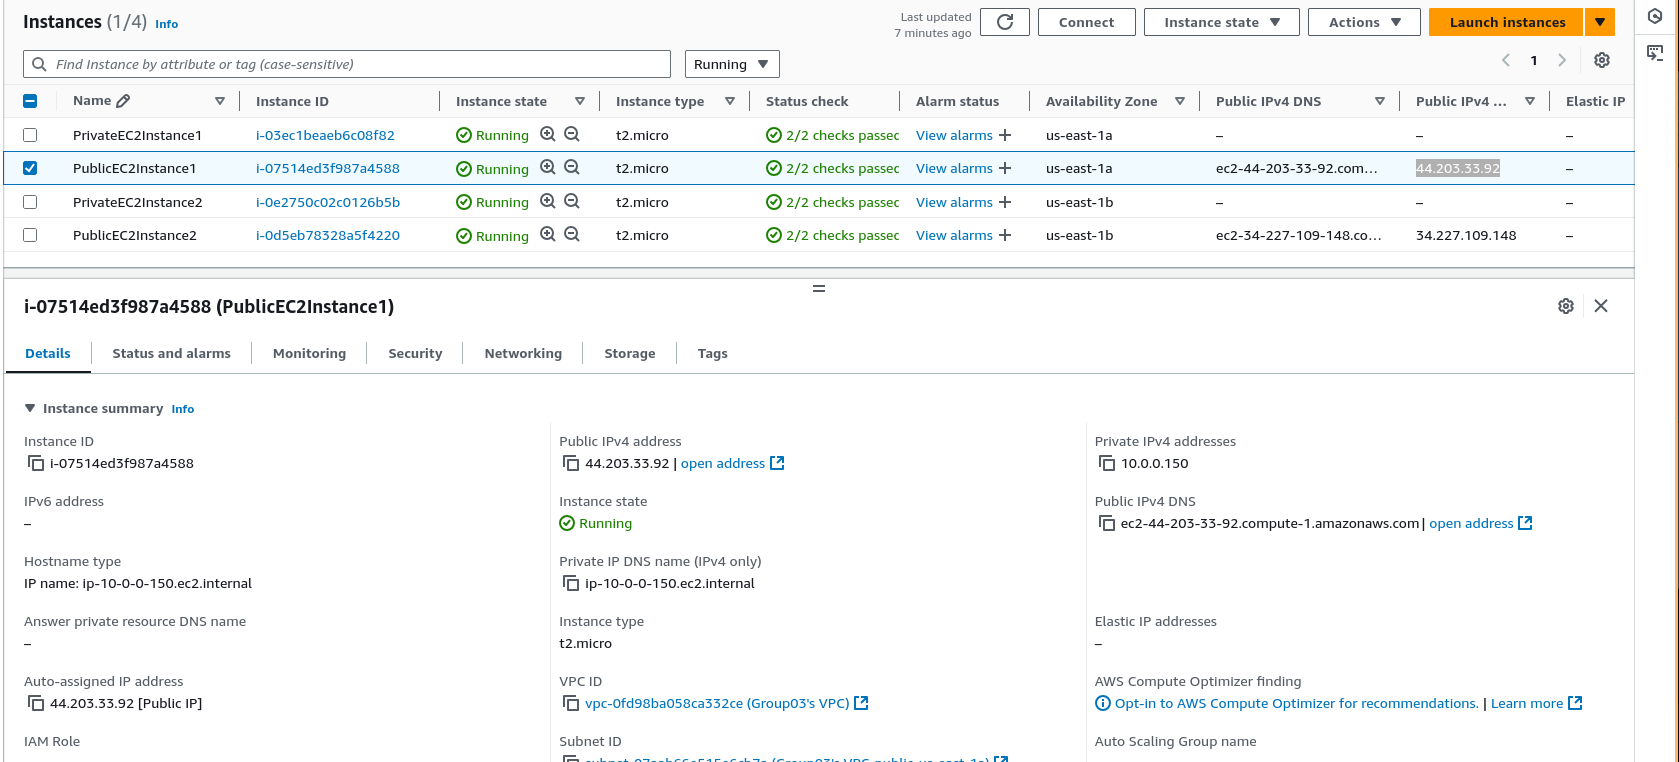 Instances (1/4) Info
Last updated
7 minutes ago
Connect
Instance state
Actions
Launch instances
Find Instance by attribute or tag (case-sensitive)
Running
1
Name Instance ID Instance state Instance type Status check Alarm status Availability Zone Public IPv4 DNS Public IPv4 ... Elastic IP
PrivateEC2Instance1 i-03ec1beaeb6c08f82 Running t2.micro 2/2 checks passec View alarms + us-east-1a – – –
PublicEC2Instance1 i-07514ed3f987a4588 Running t2.micro 2/2 checks passec View alarms + us-east-1a ec2-44-203-33-92.com... 44.203.33.92 –
PrivateEC2Instance2 i-0e2750c02c0126b5b Running t2.micro 2/2 checks passec View alarms + us-east-1b – – –
PublicEC2Instance2 i-0d5eb78328a5f4220 Running t2.micro 2/2 checks passec View alarms + us-east-1b ec2-34-227-109-148.co... 34.227.109.148 –
i-07514ed3f987a4588 (PublicEC2Instance1)
Details Status and alarms Monitoring Security Networking Storage Tags
Instance summary Info
Instance ID
i-07514ed3f987a4588
Public IPv4 address
44.203.33.92 | open address
Private IPv4 addresses
10.0.0.150
IPv6 address
–
Instance state
Running
Public IPv4 DNS
ec2-44-203-33-92.compute-1.amazonaws.com | open address
Hostname type
IP name: ip-10-0-0-150.ec2.internal
Private IP DNS name (IPv4 only)
ip-10-0-0-150.ec2.internal
Answer private resource DNS name
–
Instance type
t2.micro
Elastic IP addresses
–
Auto-assigned IP address
44.203.33.92 [Public IP]
VPC ID
vpc-0fd98ba058ca332ce (Group03's VPC)
AWS Compute Optimizer finding
Opt-in to AWS Compute Optimizer for recommendations. | Learn more
IAM Role
Subnet ID
Auto Scaling Group name